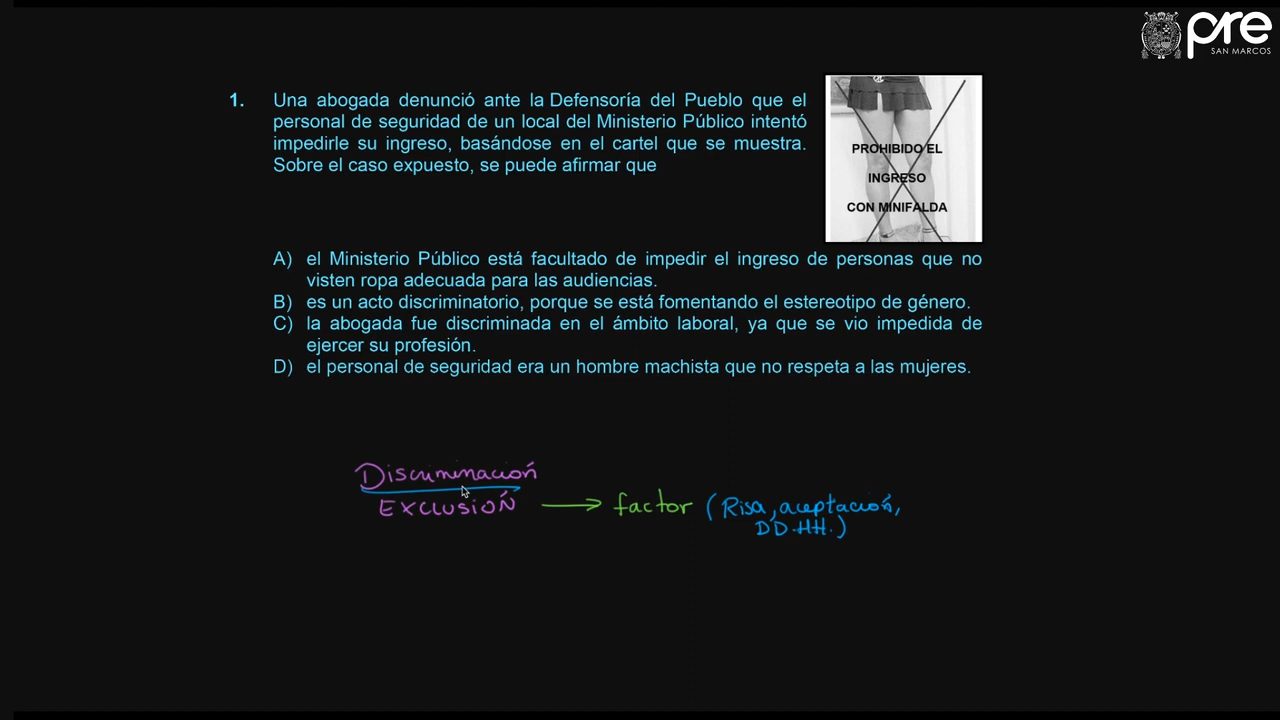 pre
SAN MARCOS
1. Una abogada denunció ante la Defensoría del Pueblo que el
personal de seguridad de un local del Ministerio Público intentó
impedirle su ingreso, basándose en el cartel que se muestra.
Sobre el caso expuesto, se puede afirmar que
PROHIBIDO EL
INGRESO
CON MINIFALDA
A) el Ministerio Público está facultado de impedir el ingreso de personas que no
visten ropa adecuada para las audiencias.
B) es un acto discriminatorio, porque se está fomentando el estereotipo de género.
C) la abogada fue discriminada en el ámbito laboral, ya que se vio impedida de
ejercer su profesión.
D) el personal de seguridad era un hombre machista que no respeta a las mujeres.
Discriminación
EXCLUSIÓN → factor (Risa, aceptación,
DD.HH.)